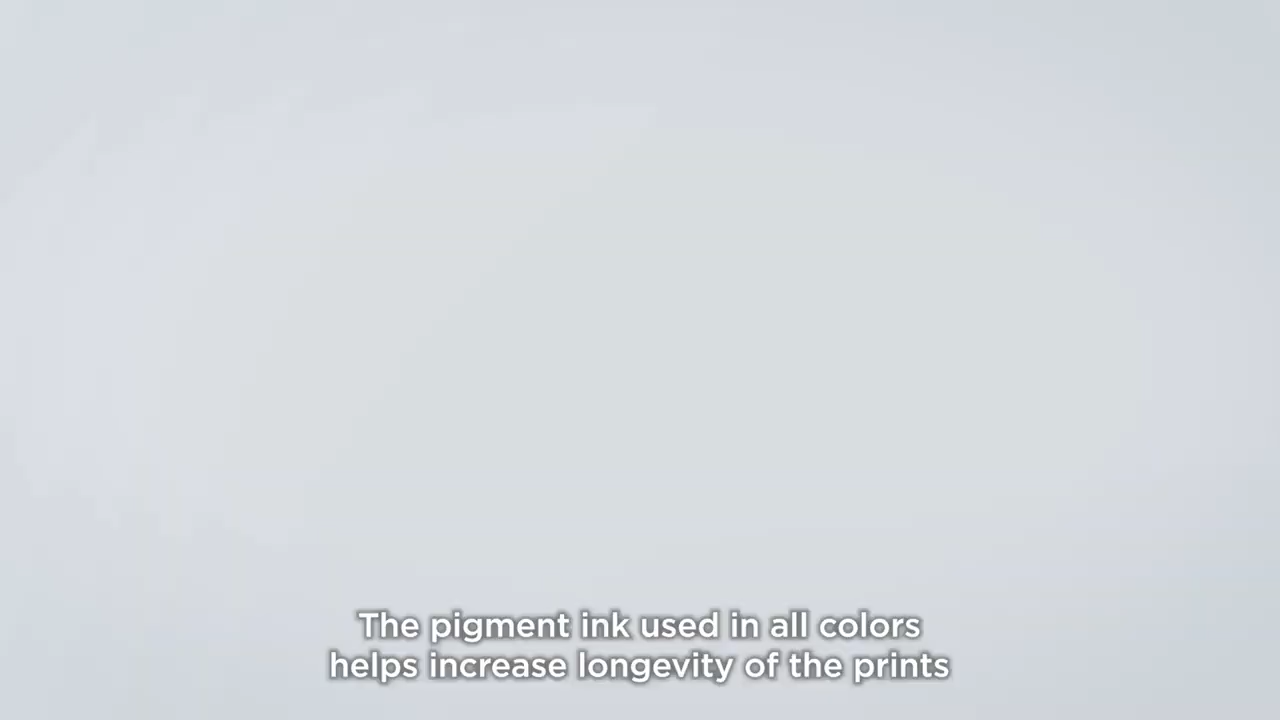 The pigment ink used in all colors
helps increase longevity of the prints